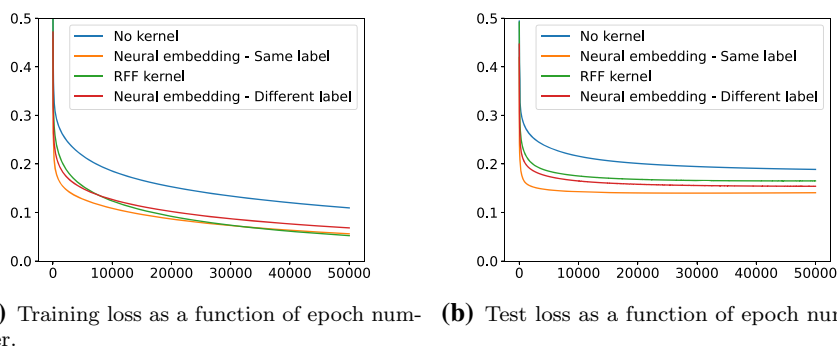 0.5
0.4
0.3
0.2
0.1
0.0
0 10000 20000 30000 40000 50000
No kernel
Neural embedding - Same label
RFF kernel
Neural embedding - Different label
0.5
0.4
0.3
0.2
0.1
0.0
0 10000 20000 30000 40000 50000
No kernel
Neural embedding - Same label
RFF kernel
Neural embedding - Different label
) Training loss as a function of epoch num-
er.
(b) Test loss as a function of epoch num